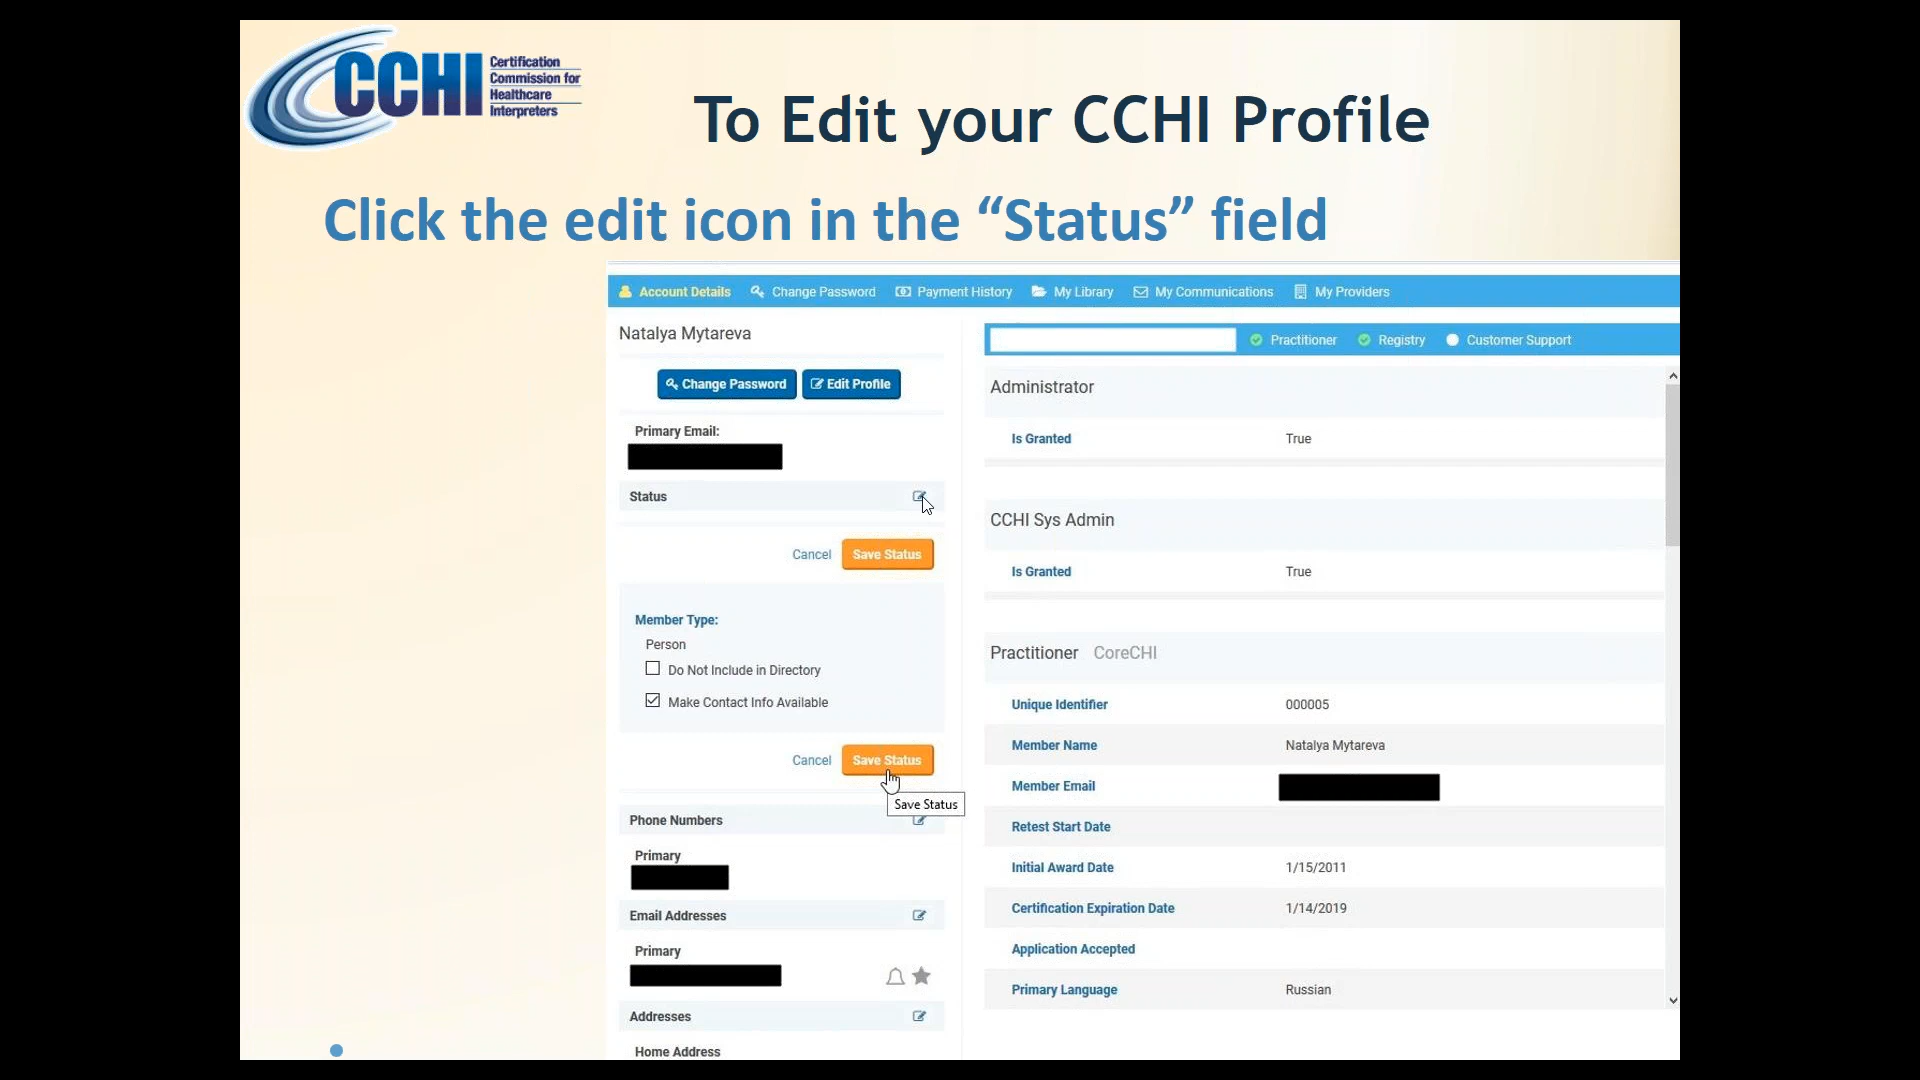 CCHI
Certification
Commission for
Healthcare
Interpreters
To Edit your CCHI Profile
Click the edit icon in the “Status” field
Account Details Change Password Payment History My Library My Communications My Providers
Natalya Mytareva
Change Password Edit Profile
Primary Email:
Status
Cancel Save Status
Member Type:
Person
Do Not Include in Directory
Make Contact Info Available
Cancel Save Status
Save Status
Phone Numbers
Primary
Email Addresses
Primary
Addresses
Home Address
Practitioner Registry Customer Support
Administrator
Is Granted True
CCHI Sys Admin
Is Granted True
Practitioner CoreCHI
Unique Identifier 000005
Member Name Natalya Mytareva
Member Email
Retest Start Date
Initial Award Date 1/15/2011
Certification Expiration Date 1/14/2019
Application Accepted
Primary Language Russian